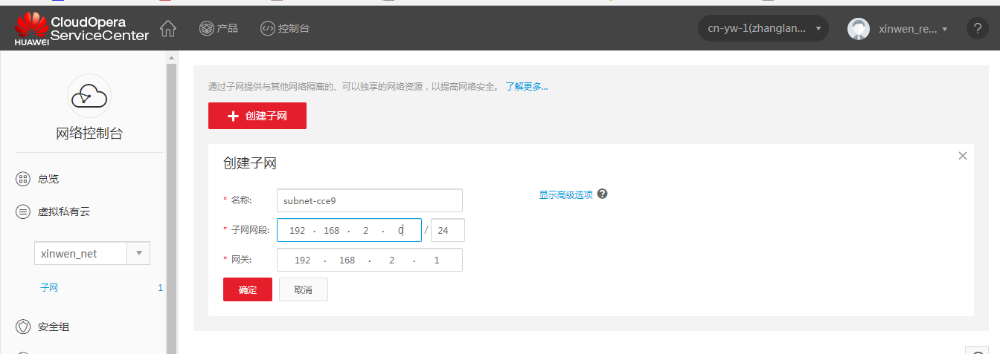 HUAWEI
CloudOpera
ServiceCenter
产品
控制台
cn-yw-1(zhanglan...
xinwen_re...
?
网络控制台
总览
虚拟私有云
xinwen_net
子网 1
安全组
通过子网提供与其他网络隔离的、可以独享的网络资源，以提高网络安全。 了解更多...
+ 创建子网
创建子网 ×
* 名称: subnet-cce9
显示高级选项 ?
* 子网网段: 192 . 168 . 2 . 0 / 24
* 网关: 192 . 168 . 2 . 1
确定 取消